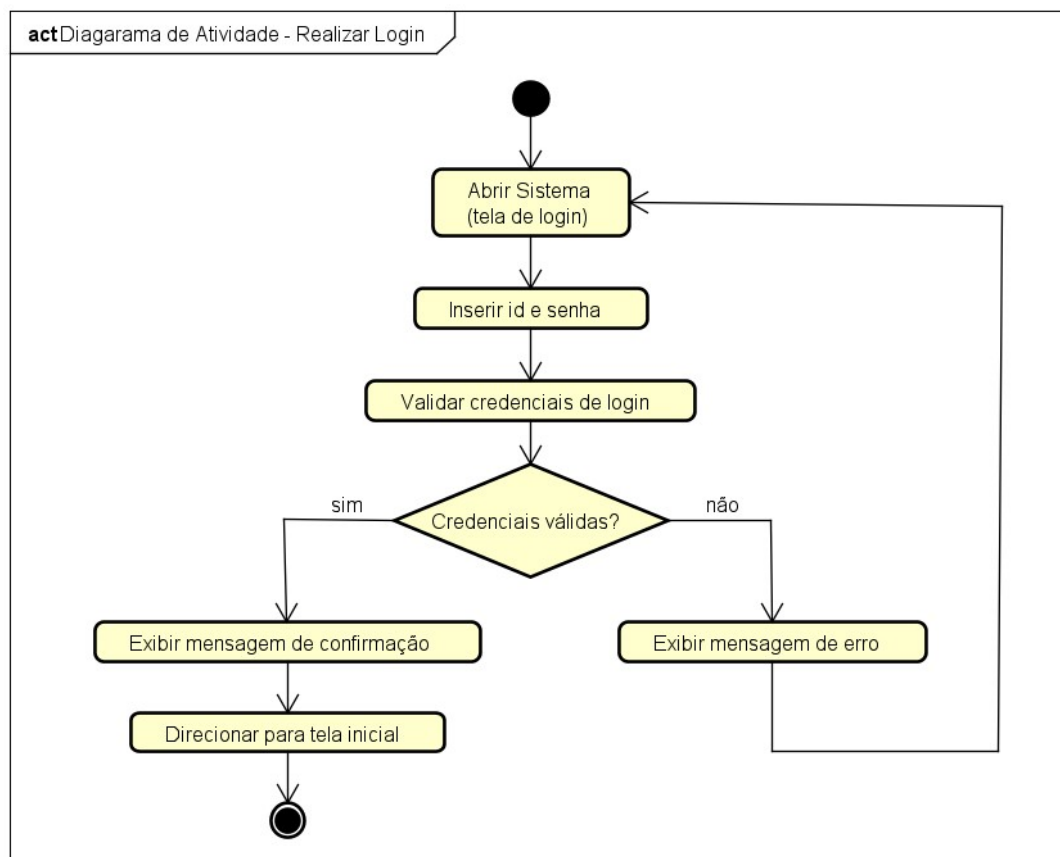 act Diagarama de Atividade - Realizar Login
Abrir Sistema
(tela de login)
Inserir id e senha
Validar credenciais de login
sim
Credenciais válidas?
não
Exibir mensagem de confirmação
Exibir mensagem de erro
Direcionar para tela inicial